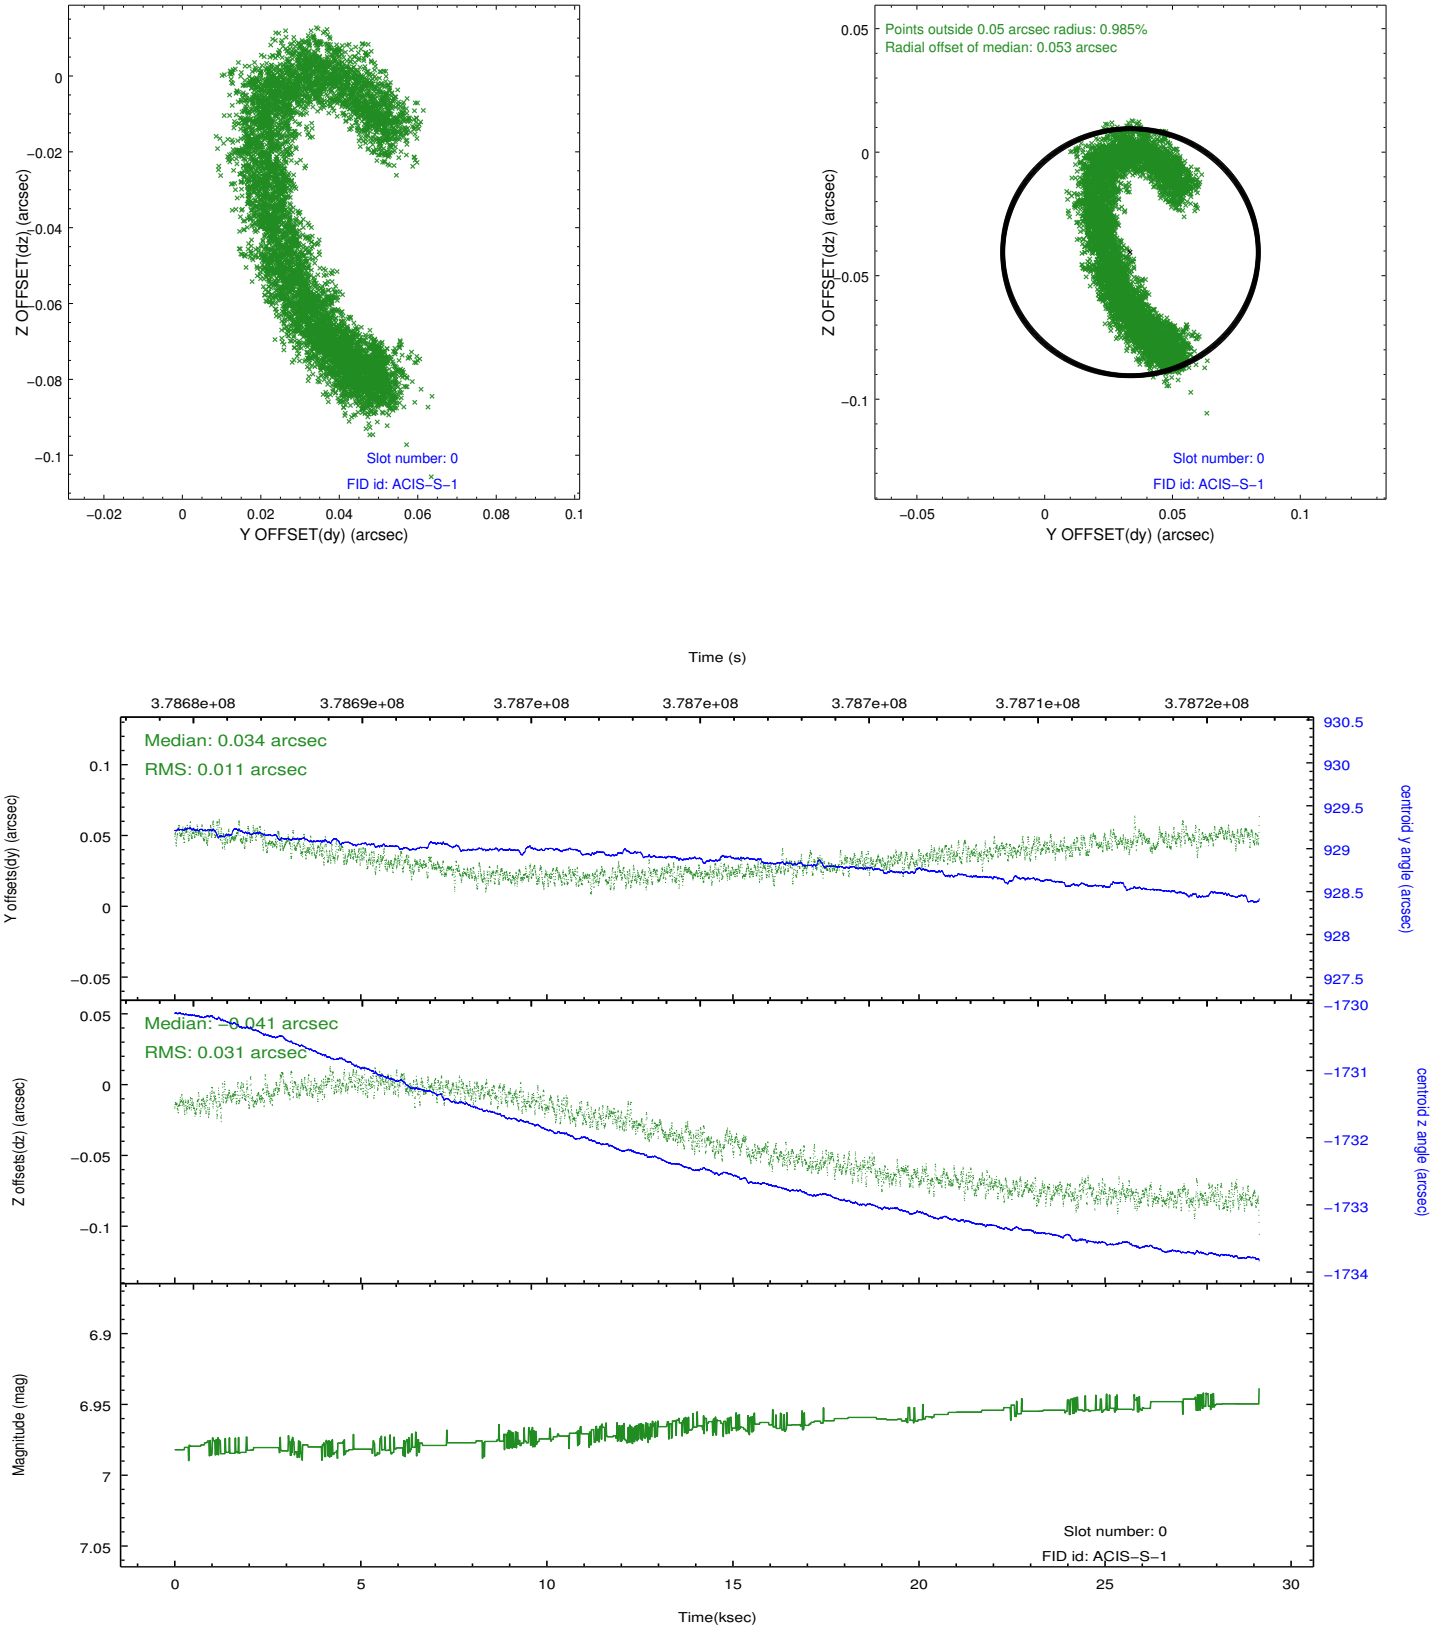 0
−0.02
−0.04
−0.06
−0.08
−0.1
Z OFFSET(dz) (arcsec)
Slot number: 0
FID id: ACIS−S−1
−0.02 0 0.02 0.04 0.06 0.08 0.1
Y OFFSET(dy) (arcsec)
Points outside 0.05 arcsec radius: 0.985%
Radial offset of median: 0.053 arcsec
0.05
0
−0.05
−0.1
Z OFFSET(dz) (arcsec)
Slot number: 0
FID id: ACIS−S−1
−0.05 0 0.05 0.1
Y OFFSET(dy) (arcsec)
Time (s)
3.7868e+08 3.7869e+08 3.787e+08 3.787e+08 3.787e+08 3.7871e+08 3.7872e+08
Median: 0.034 arcsec
RMS: 0.011 arcsec
0.1
0.05
0
−0.05
Y offsets(dy) (arcsec)
930.5
930
929.5
929
928.5
928
927.5
centroid y angle (arcsec)
Median: −0.041 arcsec
RMS: 0.031 arcsec
0.05
0
−0.05
−0.1
Z offsets(dz) (arcsec)
−1730
−1731
−1732
−1733
−1734
centroid z angle (arcsec)
6.9
6.95
7
7.05
Magnitude (mag)
Slot number: 0
FID id: ACIS−S−1
0 5 10 15 20 25 30
Time(ksec)